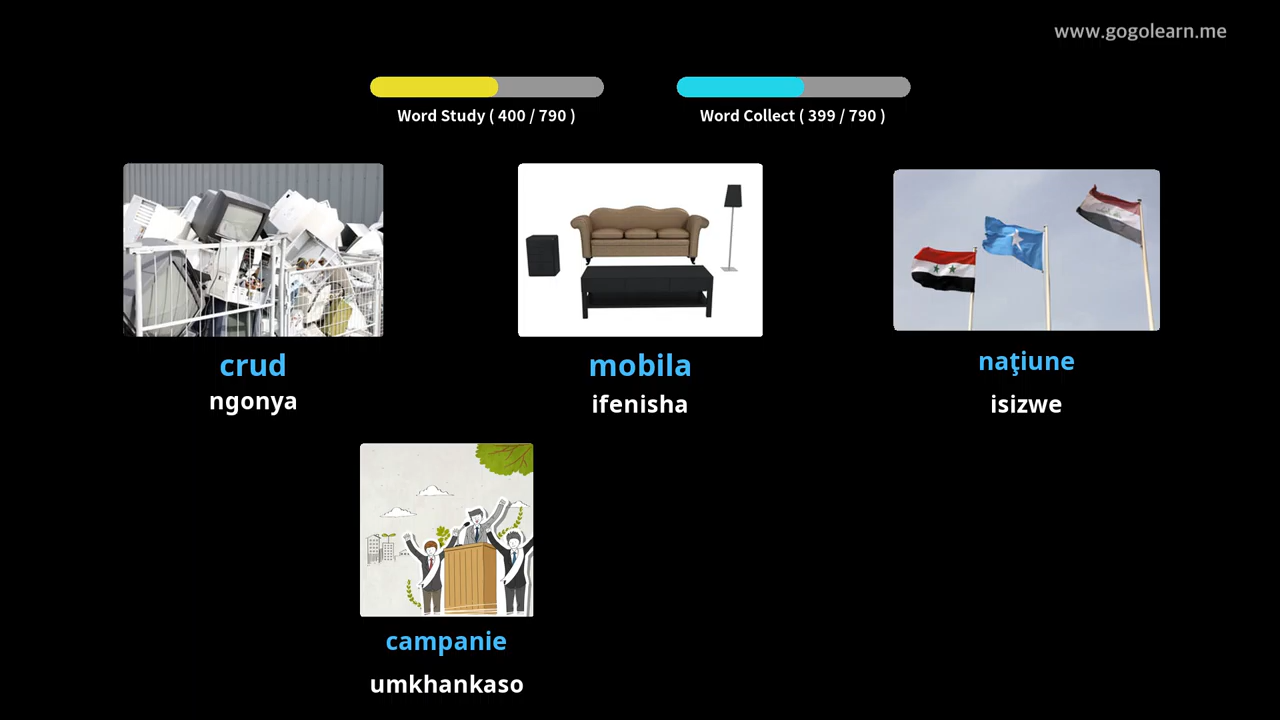 www.gogolearn.me
Word Study ( 400 / 790 )
Word Collect ( 399 / 790 )
crud
ngonya
mobila
ifenisha
naţiune
isizwe
campanie
umkhankaso